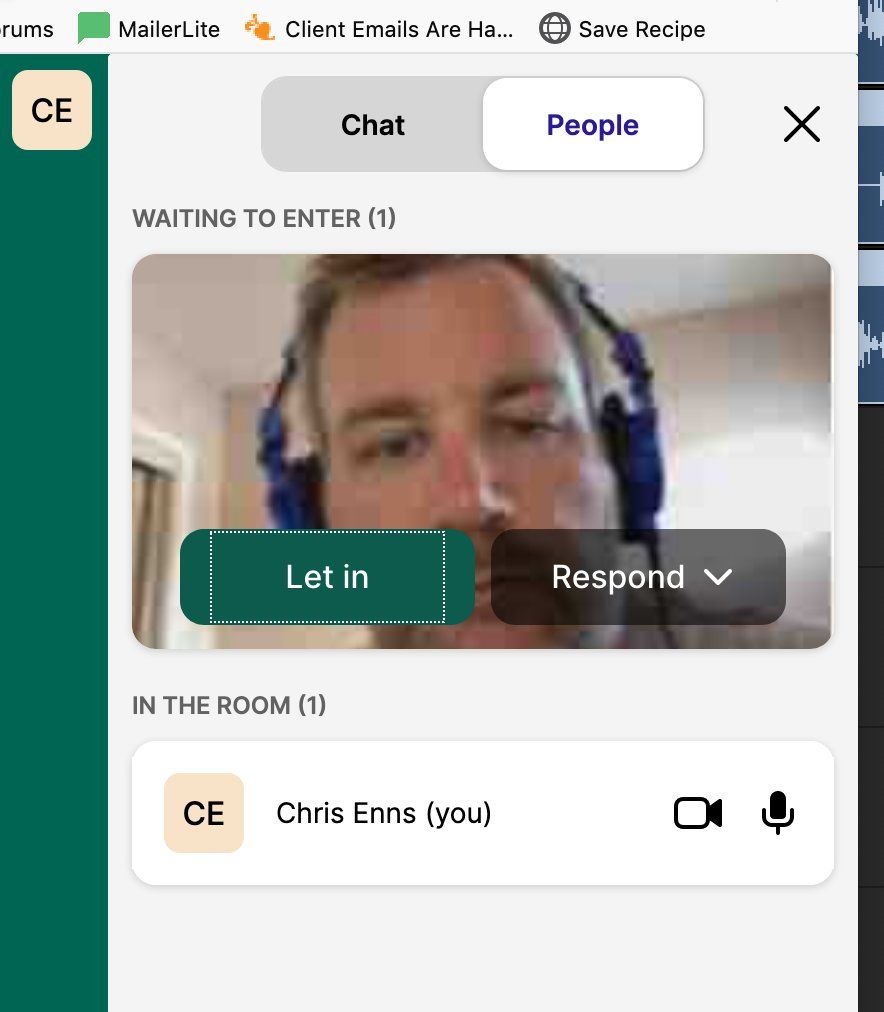 rums MailerLite Client Emails Are Ha... Save Recipe
CE
Chat People
WAITING TO ENTER (1)
Let in Respond
IN THE ROOM (1)
CE Chris Enns (you)